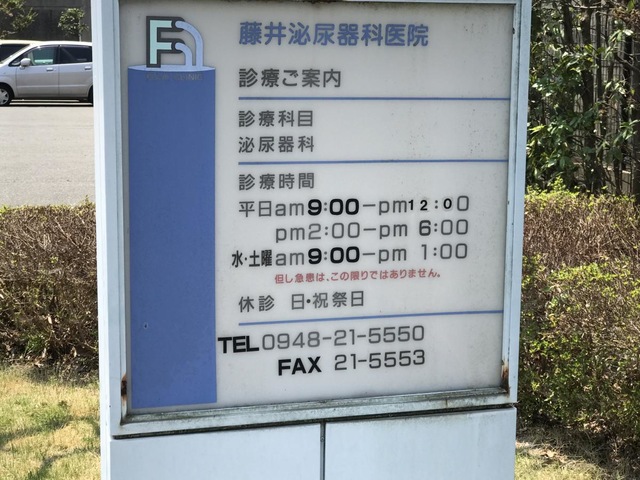 藤井泌尿器科医院
診療ご案内
診療科目
泌尿器科
診療時間
平日am9:00－pm12:00
pm2:00－pm 6:00
水・土曜am9:00－pm 1:00
但し急患は、この限りではありません。
休診 日・祝祭日
TEL0948-21-5550
FAX 21-5553